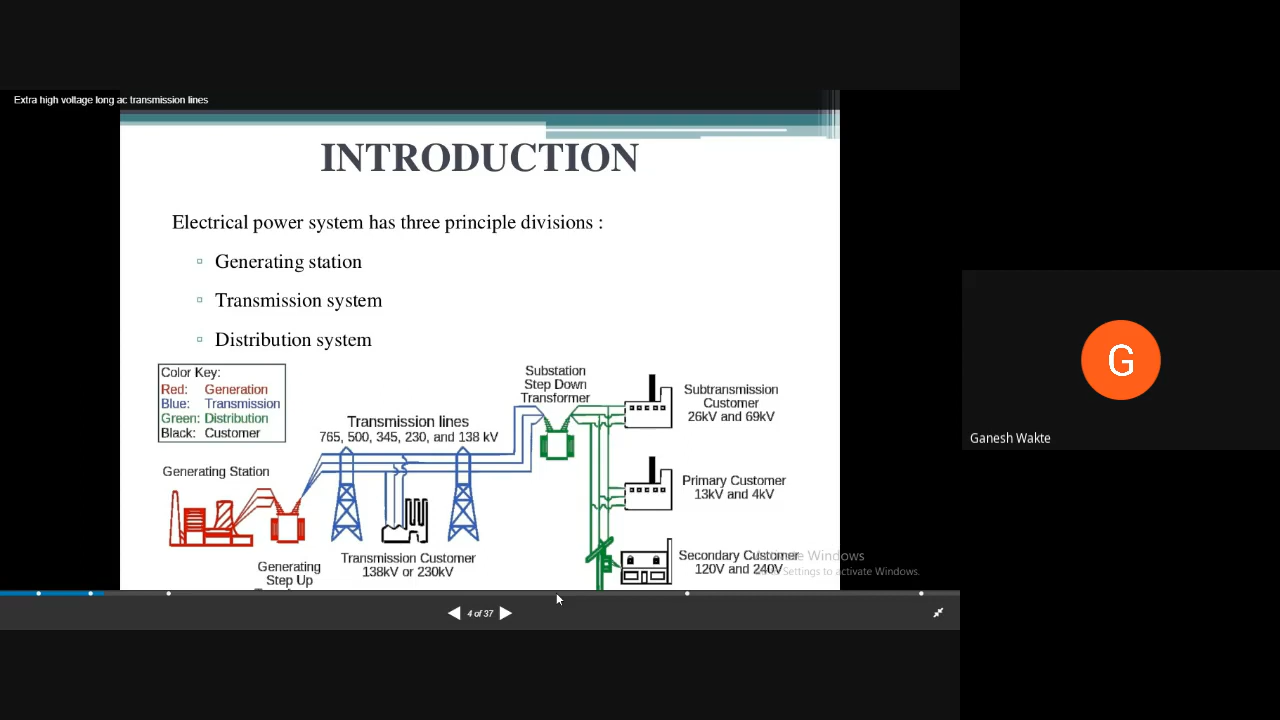 Extra high voltage long ac transmission lines
INTRODUCTION
Electrical power system has three principle divisions :
Generating station
Transmission system
Distribution system
Color Key:
Red: Generation
Blue: Transmission
Green: Distribution
Black: Customer
Substation
Step Down
Transformer
Subtransmission
Customer
26kV and 69kV
Transmission lines
765, 500, 345, 230, and 138 kV
Generating Station
Primary Customer
13kV and 4kV
Transmission Customer
138kV or 230kV
Secondary Customer
120V and 240V
Generating
Step Up
Activate Windows
Go to Settings to activate Windows.
4 of 37
G
Ganesh Wakte